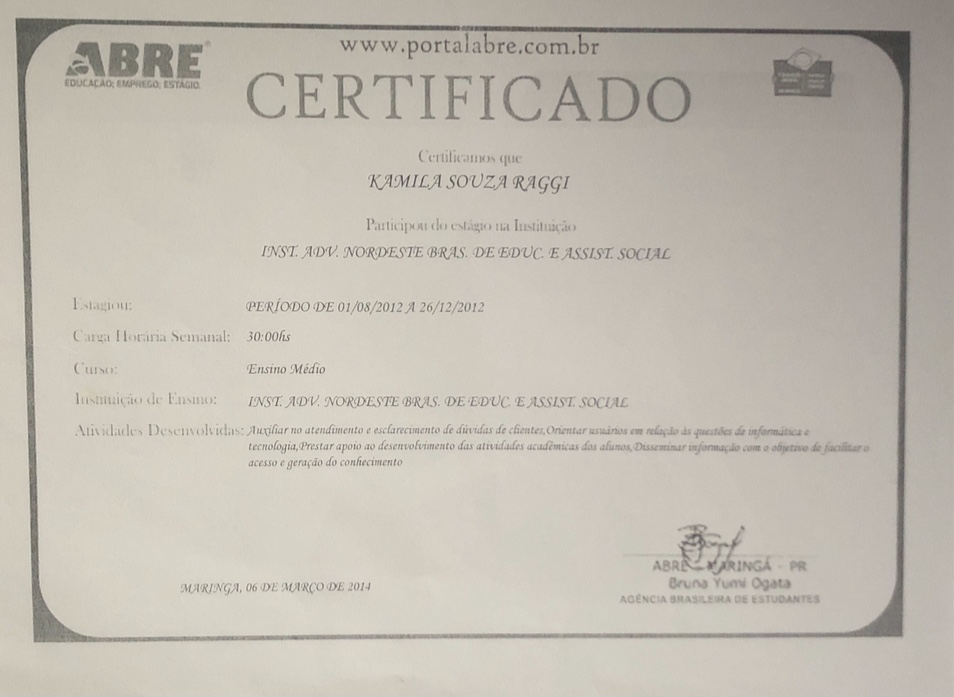 ABRE
EDUCAÇÃO; EMPREGO; ESTÁGIO.
www.portalabre.com.br
CERTIFICADO
Certificamos que
KAMILA SOUZA RAGGI
Participou do estágio na Instituição
INST. ADV. NORDESTE BRAS. DE EDUC. E ASSIST. SOCIAL
Estagiou: PERÍODO DE 01/08/2012 A 26/12/2012
Carga Horária Semanal: 30:00hs
Curso: Ensino Médio
Instituição de Ensino: INST. ADV. NORDESTE BRAS. DE EDUC. E ASSIST. SOCIAL
Atividades Desenvolvidas: Auxiliar no atendimento e esclarecimento de dúvidas de clientes,Orientar usuários em relação às questões de informática e
tecnologia,Prestar apoio ao desenvolvimento das atividades acadêmicas dos alunos,Disseminar informação com o objetivo de facilitar o
acesso e geração do conhecimento
ABRE - MARINGÁ - PR
Bruna Yumi Ogata
AGÊNCIA BRASILEIRA DE ESTUDANTES
MARINGA, 06 DE MARÇO DE 2014